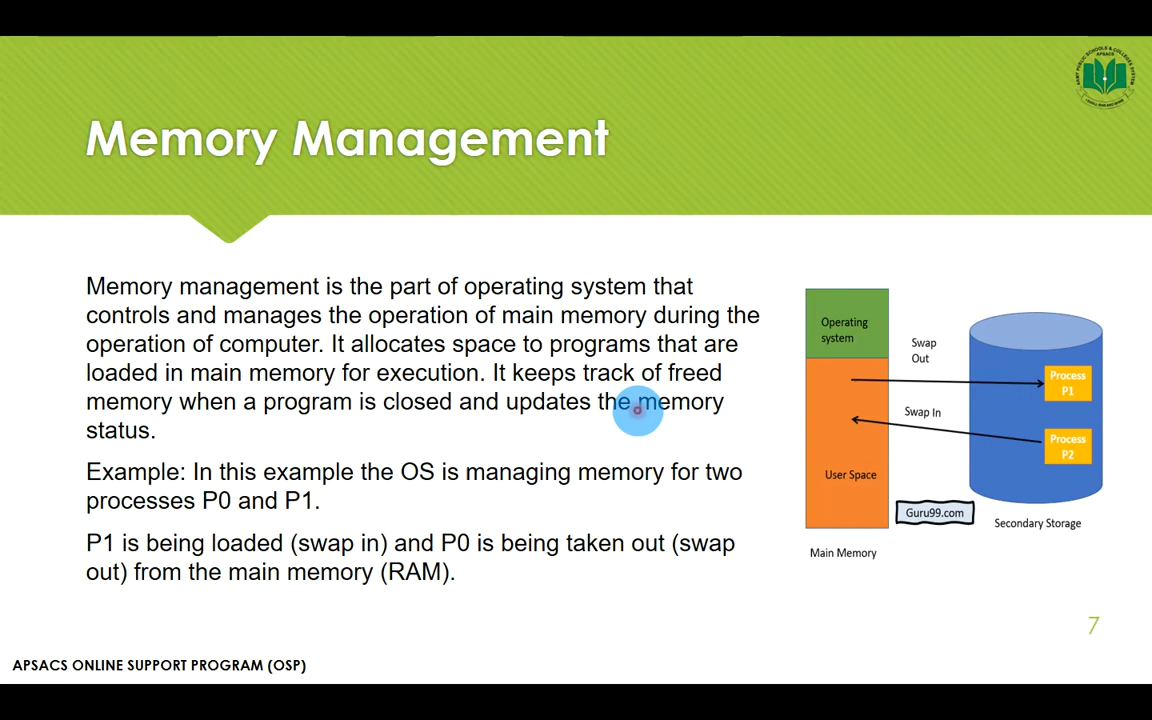 Memory Management
Memory management is the part of operating system that
controls and manages the operation of main memory during the
operation of computer. It allocates space to programs that are
loaded in main memory for execution. It keeps track of freed
memory when a program is closed and updates the memory
status.
Example: In this example the OS is managing memory for two
processes P0 and P1.
P1 is being loaded (swap in) and P0 is being taken out (swap
out) from the main memory (RAM).
Operating
system
Swap
Out
Process
P1
Swap In
Process
P2
User Space
Guru99.com
Secondary Storage
Main Memory
7
APSACS ONLINE SUPPORT PROGRAM (OSP)